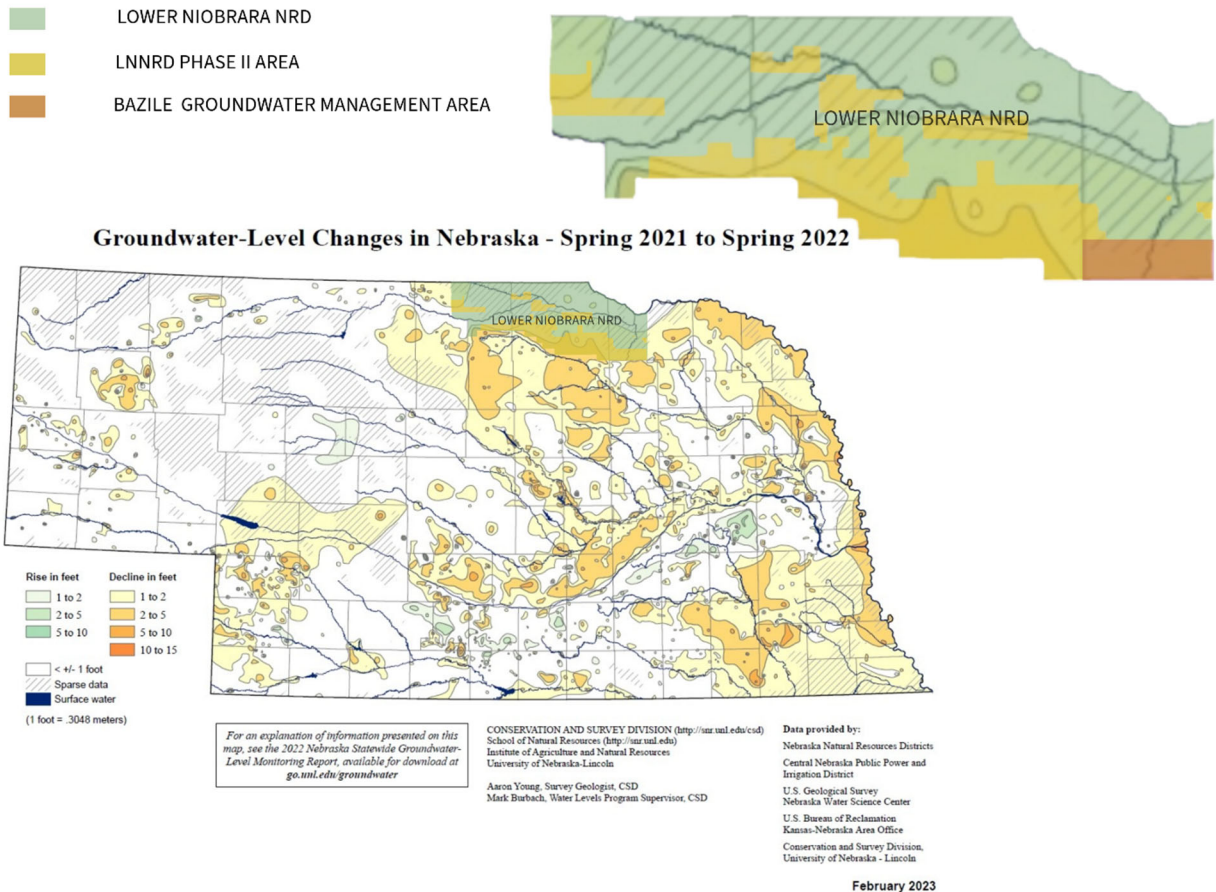 LOWER NIOBRARA NRD
LNNRD PHASE II AREA
BAZILE GROUNDWATER MANAGEMENT AREA
LOWER NIOBRARA NRD
Groundwater-Level Changes in Nebraska - Spring 2021 to Spring 2022
LOWER NIOBRARA NRD
Rise in feet
1 to 2
2 to 5
5 to 10
Decline in feet
1 to 2
2 to 5
5 to 10
10 to 15
< +/- 1 foot
Sparse data
Surface water
(1 foot = .3048 meters)
For an explanation of information presented on this
map, see the 2022 Nebraska Statewide Groundwater-
Level Monitoring Report, available for download at
go.unl.edu/groundwater
CONSERVATION AND SURVEY DIVISION (http://snr.unl.edu/csd)
School of Natural Resources (http://snr.unl.edu)
Institute of Agriculture and Natural Resources
University of Nebraska-Lincoln
Aaron Young, Survey Geologist, CSD
Mark Burbach, Water Levels Program Supervisor, CSD
Data provided by:
Nebraska Natural Resources Districts
Central Nebraska Public Power and
Irrigation District
U.S. Geological Survey
Nebraska Water Science Center
U.S. Bureau of Reclamation
Kansas-Nebraska Area Office
Conservation and Survey Division,
University of Nebraska - Lincoln
February 2023